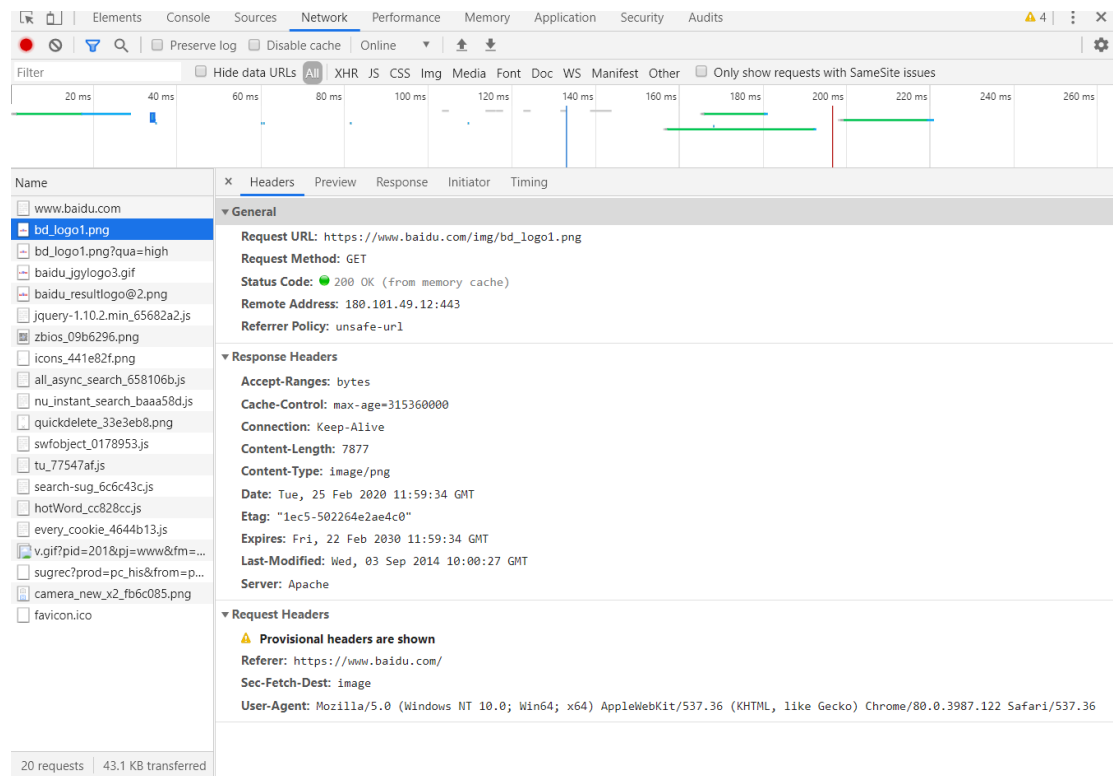 Elements Console Sources Network Performance Memory Application Security Audits 4
Preserve log Disable cache Online
Filter Hide data URLs All XHR JS CSS Img Media Font Doc WS Manifest Other Only show requests with SameSite issues
20 ms 40 ms 60 ms 80 ms 100 ms 120 ms 140 ms 160 ms 180 ms 200 ms 220 ms 240 ms 260 ms
Name
www.baidu.com
bd_logo1.png
bd_logo1.png?qua=high
baidu_jgylogo3.gif
baidu_resultlogo@2.png
jquery-1.10.2.min_65682a2.js
zbios_09b6296.png
icons_441e82f.png
all_async_search_658106b.js
nu_instant_search_baaa58d.js
quickdelete_33e3eb8.png
swfobject_0178953.js
tu_77547af.js
search-sug_6c6c43c.js
hotWord_cc828cc.js
every_cookie_4644b13.js
v.gif?pid=201&pj=www&fm=...
sugrec?prod=pc_his&from=p...
camera_new_x2_fb6c085.png
favicon.ico
20 requests 43.1 KB transferred
× Headers Preview Response Initiator Timing
General
Request URL: https://www.baidu.com/img/bd_logo1.png
Request Method: GET
Status Code: 200 OK (from memory cache)
Remote Address: 180.101.49.12:443
Referrer Policy: unsafe-url
Response Headers
Accept-Ranges: bytes
Cache-Control: max-age=315360000
Connection: Keep-Alive
Content-Length: 7877
Content-Type: image/png
Date: Tue, 25 Feb 2020 11:59:34 GMT
Etag: "1ec5-502264e2ae4c0"
Expires: Fri, 22 Feb 2030 11:59:34 GMT
Last-Modified: Wed, 03 Sep 2014 10:00:27 GMT
Server: Apache
Request Headers
Provisional headers are shown
Referer: https://www.baidu.com/
Sec-Fetch-Dest: image
User-Agent: Mozilla/5.0 (Windows NT 10.0; Win64; x64) AppleWebKit/537.36 (KHTML, like Gecko) Chrome/80.0.3987.122 Safari/537.36